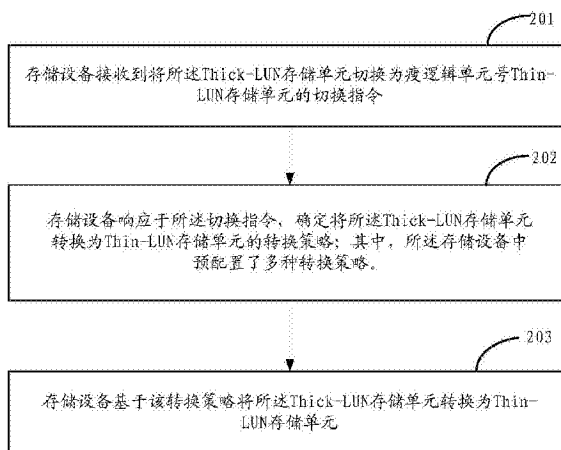 201
存储设备接收到将所述Thick-LUN存储单元切换为瘦逻辑单元号Thin-
LUN存储单元的切换指令
202
存储设备响应于所述切换指令，确定将所述Thick-LUN存储单元
转换为Thin-LUN存储单元的转换策略；其中，所述存储设备中
预配置了多种转换策略。
203
存储设备基于该转换策略将所述Thick-LUN存储单元转换为Thin-
LUN存储单元